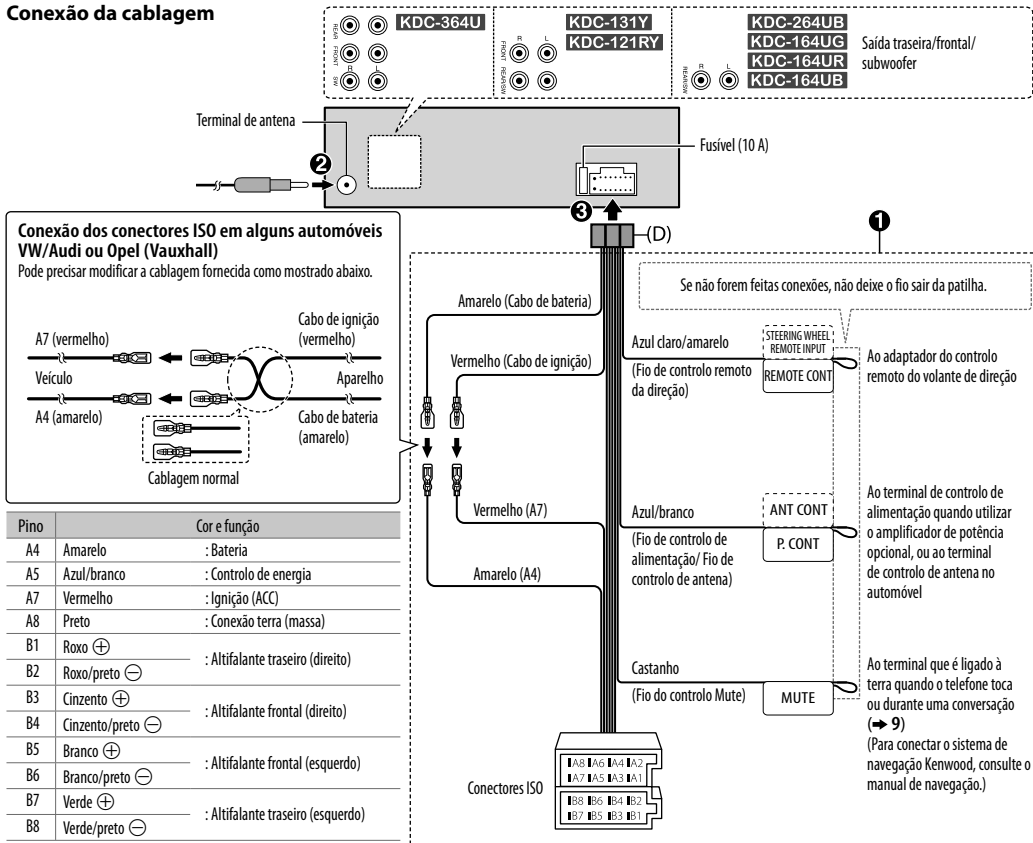 Conexão da cablagem
REAR
FRONT
R
L
SW
KDC-364U
R
L
FRONT
REAR/SW
KDC-131Y
KDC-121RY
R
L
REAR/SW
KDC-264UB
KDC-164UG
KDC-164UR
KDC-164UB
Saída traseira/frontal/
subwoofer
Terminal de antena
Fusível (10 A)
2
3
(D)
1
Conexão dos conectores ISO em alguns automóveis
VW/Audi ou Opel (Vauxhall)
Pode precisar modificar a cablagem fornecida como mostrado abaixo.
A7 (vermelho)
Cabo de ignição
(vermelho)
Veículo
Aparelho
A4 (amarelo)
Cabo de bateria
(amarelo)
Cablagem normal
Pino Cor e função
A4 Amarelo : Bateria
A5 Azul/branco : Controlo de energia
A7 Vermelho : Ignição (ACC)
A8 Preto : Conexão terra (massa)
B1 Roxo ⊕
: Altifalante traseiro (direito)
B2 Roxo/preto ⊖
B3 Cinzento ⊕
: Altifalante frontal (direito)
B4 Cinzento/preto ⊖
B5 Branco ⊕
: Altifalante frontal (esquerdo)
B6 Branco/preto ⊖
B7 Verde ⊕
: Altifalante traseiro (esquerdo)
B8 Verde/preto ⊖
Amarelo (Cabo de bateria)
Vermelho (Cabo de ignição)
Vermelho (A7)
Amarelo (A4)
Conectores ISO
A8 A6 A4 A2
A7 A5 A3 A1
B8 B6 B4 B2
B7 B5 B3 B1
Se não forem feitas conexões, não deixe o fio sair da patilha.
Azul claro/amarelo
(Fio de controlo remoto
da direção)
STEERING WHEEL
REMOTE INPUT
REMOTE CONT
Ao adaptador do controlo
remoto do volante de direção
Azul/branco
(Fio de controlo de
alimentação/ Fio de
controlo de antena)
ANT CONT
P. CONT
Ao terminal de controlo de
alimentação quando utilizar
o amplificador de potência
opcional, ou ao terminal
de controlo de antena no
automóvel
Castanho
(Fio do controlo Mute)
MUTE
Ao terminal que é ligado à
terra quando o telefone toca
ou durante uma conversação
(➡ 9)
(Para conectar o sistema de
navegação Kenwood, consulte o
manual de navegação.)